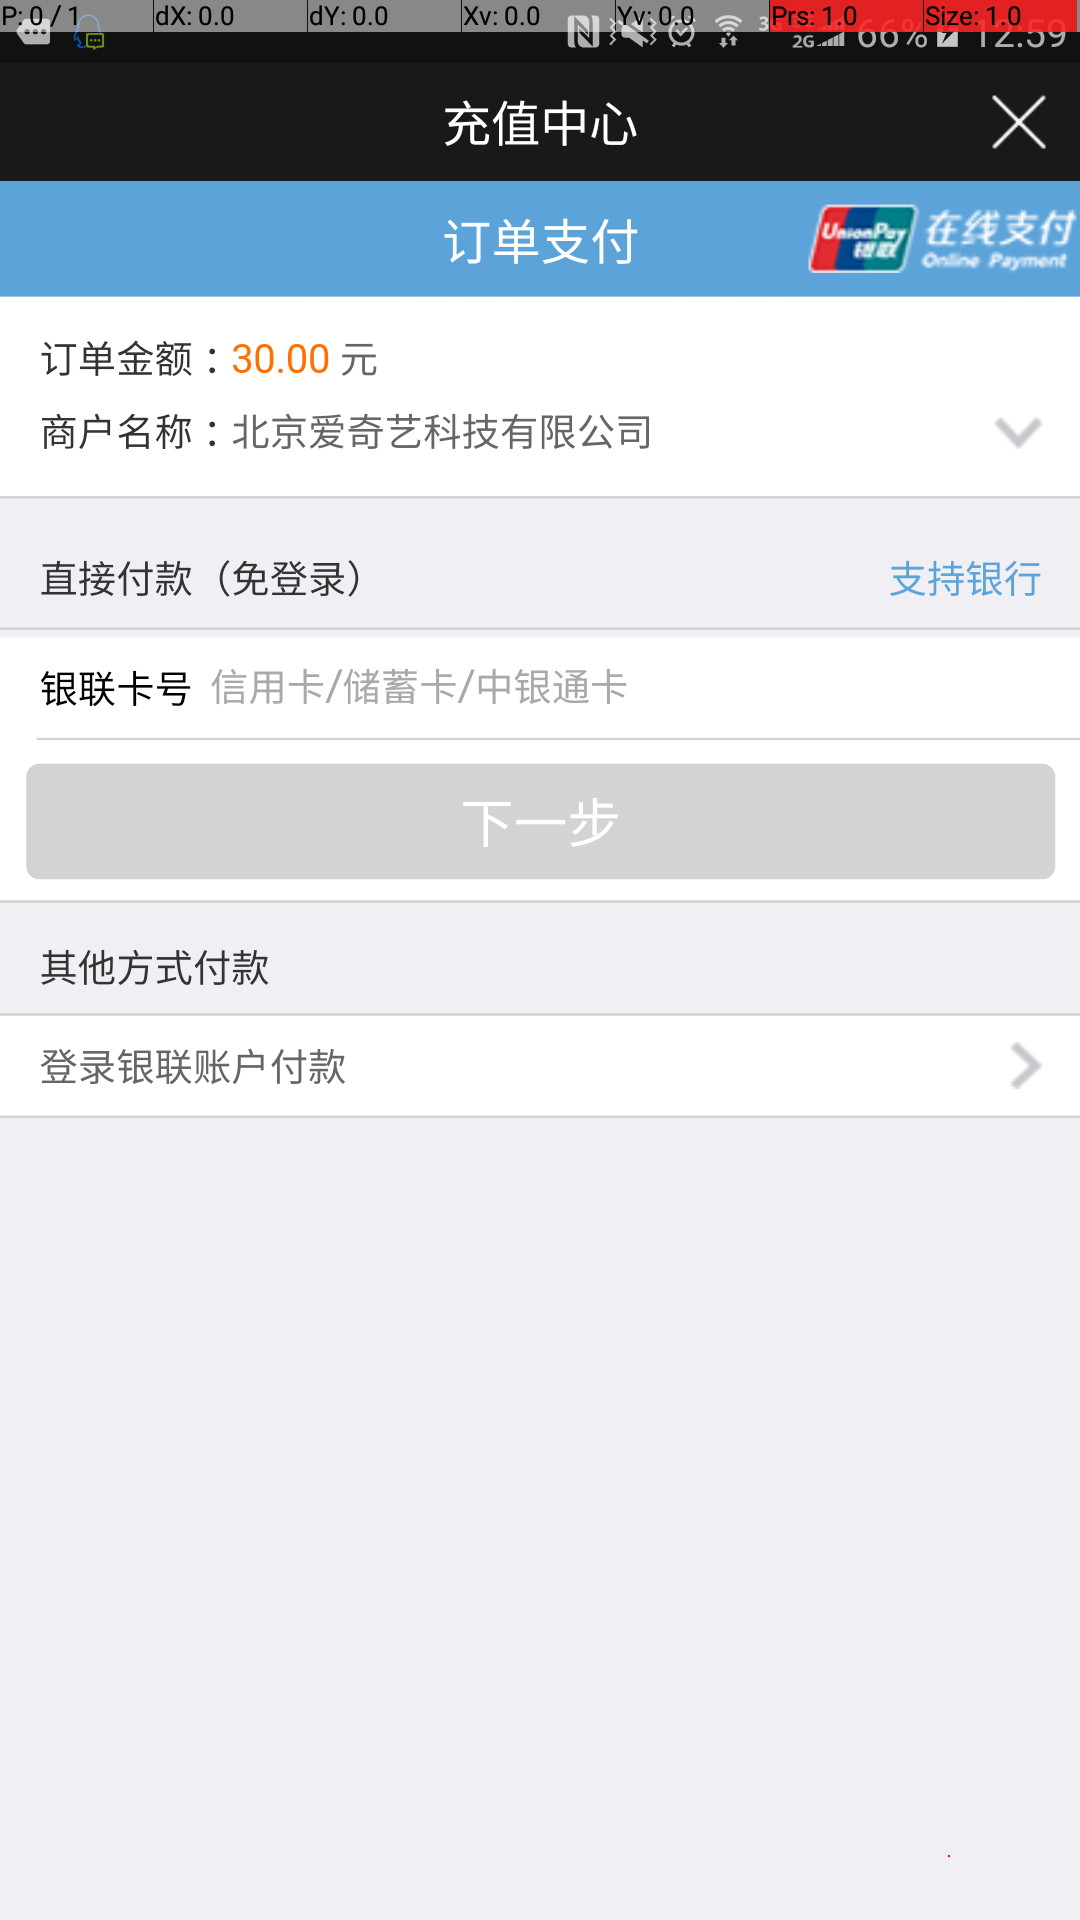 P: 0 / 1 dX: 0.0 dY: 0.0 Xv: 0.0 Yv: 0.0 Prs: 1.0 Size: 1.0
2G 66% 12:59
充值中心
订单支付 UnionPay 银联 在线支付
Online Payment
订单金额：30.00 元
商户名称：北京爱奇艺科技有限公司
直接付款（免登录） 支持银行
银联卡号 信用卡/储蓄卡/中银通卡
下一步
其他方式付款
登录银联账户付款